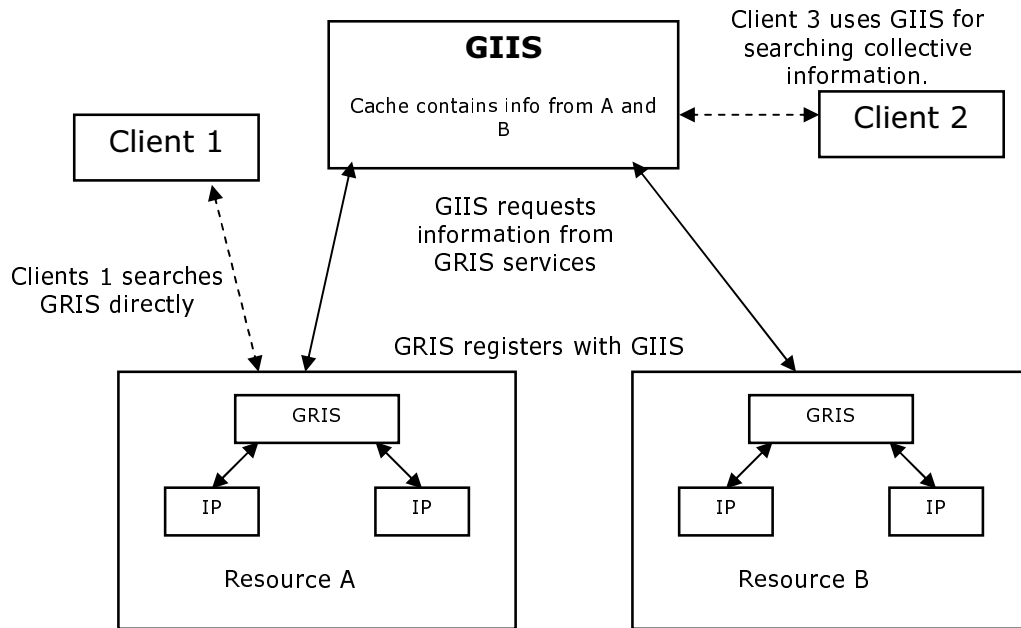 GIIS
Cache contains info from A and
B
Client 3 uses GIIS for
searching collective
information.
Client 2
Client 1
GIIS requests
information from
GRIS services
Clients 1 searches
GRIS directly
GRIS registers with GIIS
GRIS
IP
IP
Resource A
GRIS
IP
IP
Resource B